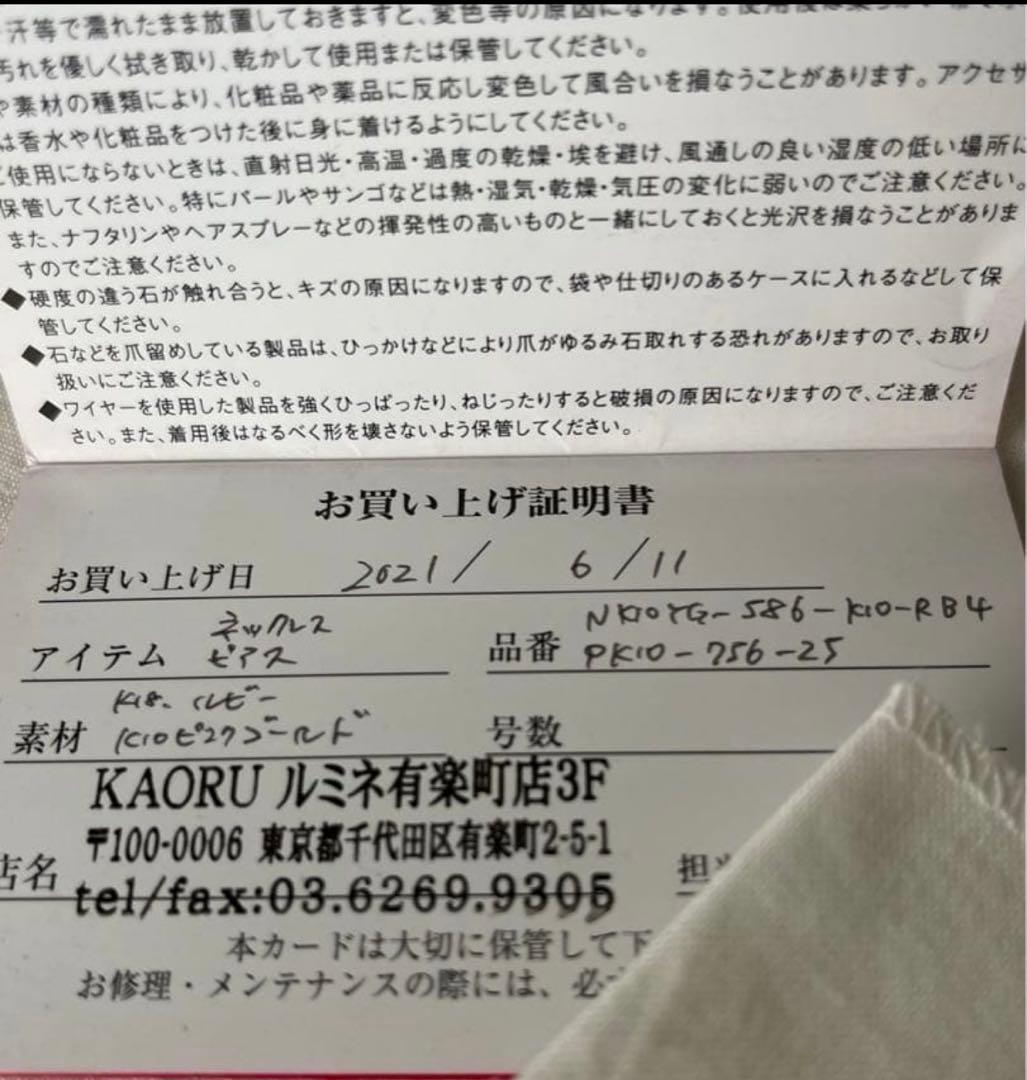 汗等で濡れたまま放置しておきますと、変色等の原因になります。使用後は柔らかい布で
汚れを優しく拭き取り、乾かして使用または保管してください。
や素材の種類により、化粧品や薬品に反応し変色して風合いを損なうことがあります。アクセサ
は香水や化粧品をつけた後に身に着けるようにしてください。
ご使用にならないときは、直射日光・高温・過度の乾燥・埃を避け、風通しの良い湿度の低い場所に
保管してください。特にパールやサンゴなどは熱・湿気・乾燥・気圧の変化に弱いのでご注意ください。
また、ナフタリンやヘアスプレーなどの揮発性の高いものと一緒にしておくと光沢を損なうことがありま
すのでご注意ください。
◆硬度の違う石が触れ合うと、キズの原因になりますので、袋や仕切りのあるケースに入れるなどして保
管してください。
◆石などを爪留めしている製品は、ひっかけなどにより爪がゆるみ石取れする恐れがありますので、お取り
扱いにご注意ください。
◆ワイヤーを使用した製品を強くひっぱったり、ねじったりすると破損の原因になりますので、ご注意くだ
さい。また、着用後はなるべく形を壊さないよう保管してください。
お買い上げ証明書
お買い上げ日 2021/ 6/11
アイテム ネックレス ピアス
品番 NK10YG-586-K10-RB4 PK10-756-25
素材 K18. ルビー K10ピンクゴールド
号数
KAORU ルミネ有楽町店3F
〒100-0006 東京都千代田区有楽町2-5-1
店名 tel/fax:03.6269.9305
担当
本カードは大切に保管して下
お修理・メンテナンスの際には、必ず